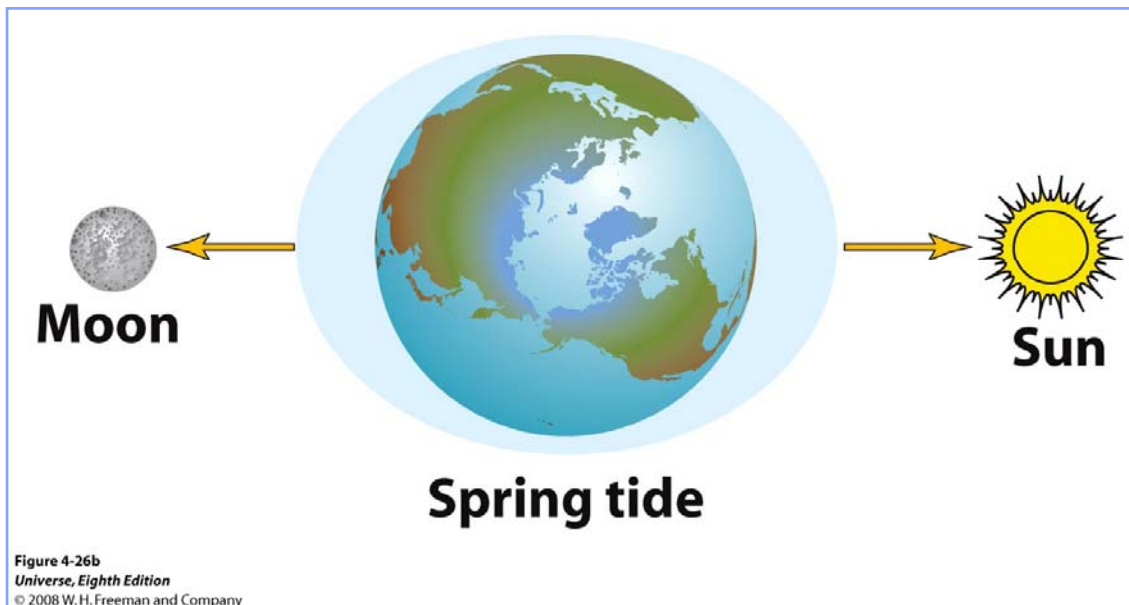 Moon
Sun
Spring tide
Figure 4-26b
Universe, Eighth Edition
© 2008 W.H. Freeman and Company